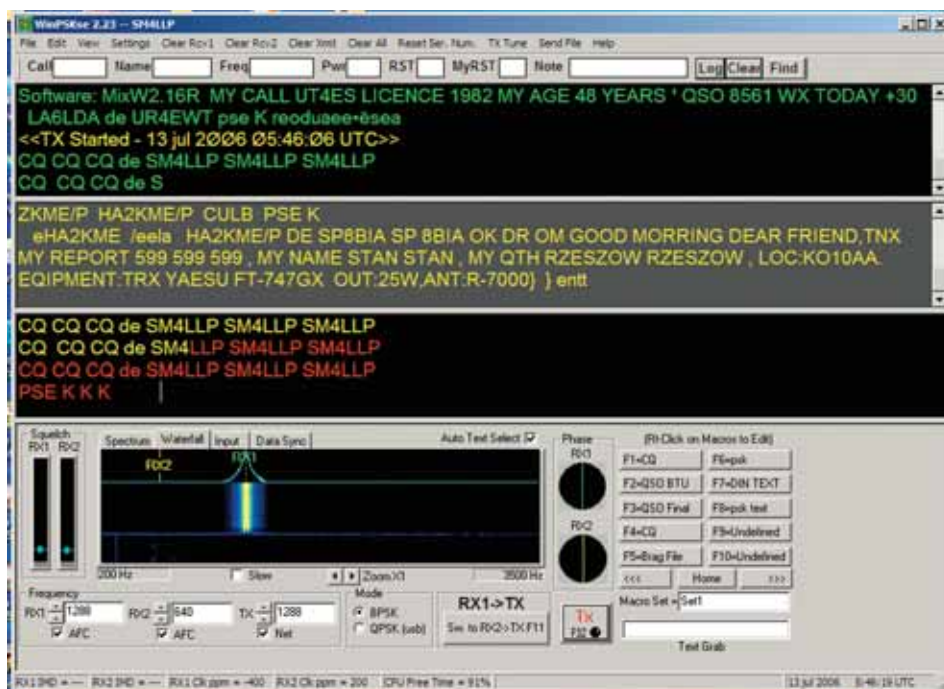 WinPSKse 2.23 -- SM4LLP
File Edit View Settings Clear Rcv1 Clear Rcv2 Clear Xmt Clear All Reset Ser. Num. TX Tune Send File Help
Call Name Freq Pwr RST MyRST Note Log Clear Find
Software: MixW2.16R MY CALL UT4ES LICENCE 1982 MY AGE 48 YEARS ' QSO 8561 WX TODAY +30
LA6LDA de UR4EWT pse K reoduaee•ësea
<<TX Started - 13 jul 2ØØ6 Ø5:46:Ø6 UTC>>
CQ CQ CQ de SM4LLP SM4LLP SM4LLP
CQ CQ CQ de S
ZKME/P HA2KME/P CULB PSE K
eHA2KME /eela HA2KME/P DE SP8BIA SP 8BIA OK DR OM GOOD MORRING DEAR FRIEND,TNX
MY REPORT 599 599 599 , MY NAME STAN STAN , MY QTH RZESZOW RZESZOW , LOC:KO10AA.
EQIPMENT:TRX YAESU FT-747GX OUT:25W,ANT:R-7000} } entt
CQ CQ CQ de SM4LLP SM4LLP SM4LLP
CQ CQ CQ de SM4LLP SM4LLP SM4LLP
CQ CQ CQ de SM4LLP SM4LLP SM4LLP
PSE K K K
Squelch
RX1 RX2
Spectrum Waterfall Input Data Sync
Auto Text Select
RX2 RX1
200 Hz Slow Zoom X1 3500 Hz
Phase
RX1
RX2
(Rt-Click on Macros to Edit)
F1=CQ F6=psk
F2=QSO BTU F7=DIN TEXT
F3=QSO Final F8=psk text
F4=CQ F9=Undefined
F5=Brag File F10=Undefined
<<< Home >>>
Macro Set = Set1
Text Grab
Frequency
RX1 1288 RX2 640 TX 1288
AFC AFC Net
Mode
BPSK
QPSK (usb)
RX1->TX
Sw. to RX2->TX F11
Tx
F12
RX1 IMD = --- RX2 IMD = --- RX1 Clk ppm = -400 RX2 Clk ppm = 200 CPU Free Time = 91% 13 jul 2006 5:46:19 UTC